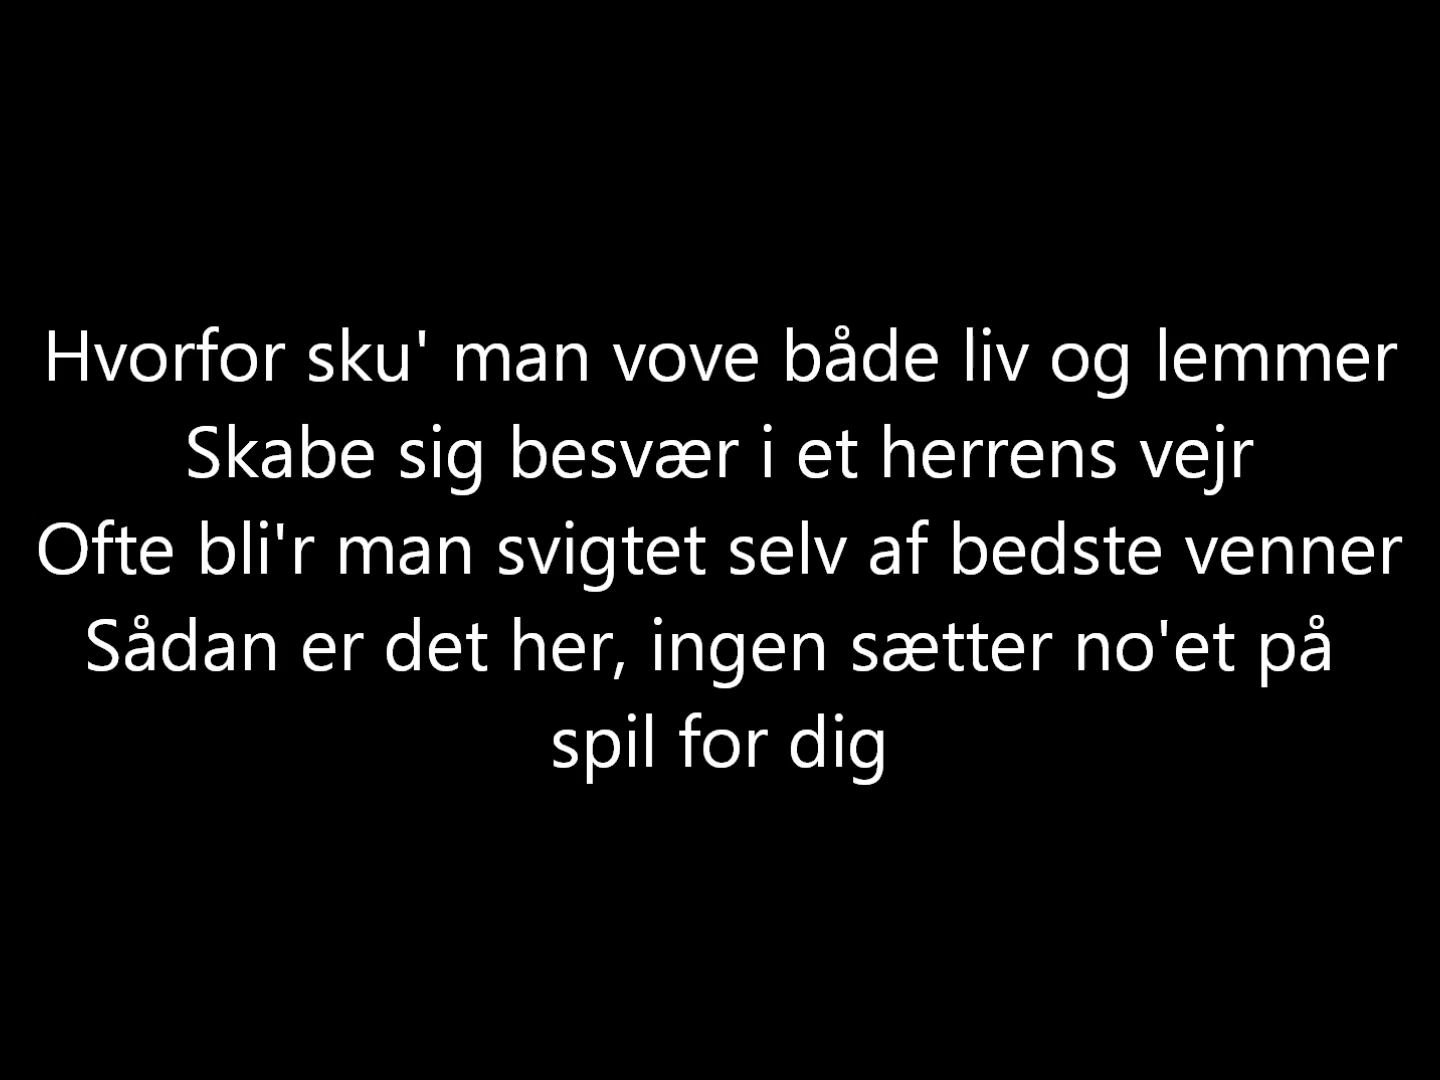 Hvorfor sku' man vove både liv og lemmer
Skabe sig besvær i et herrens vejr
Ofte bli'r man svigtet selv af bedste venner
Sådan er det her, ingen sætter no'et på
spil for dig